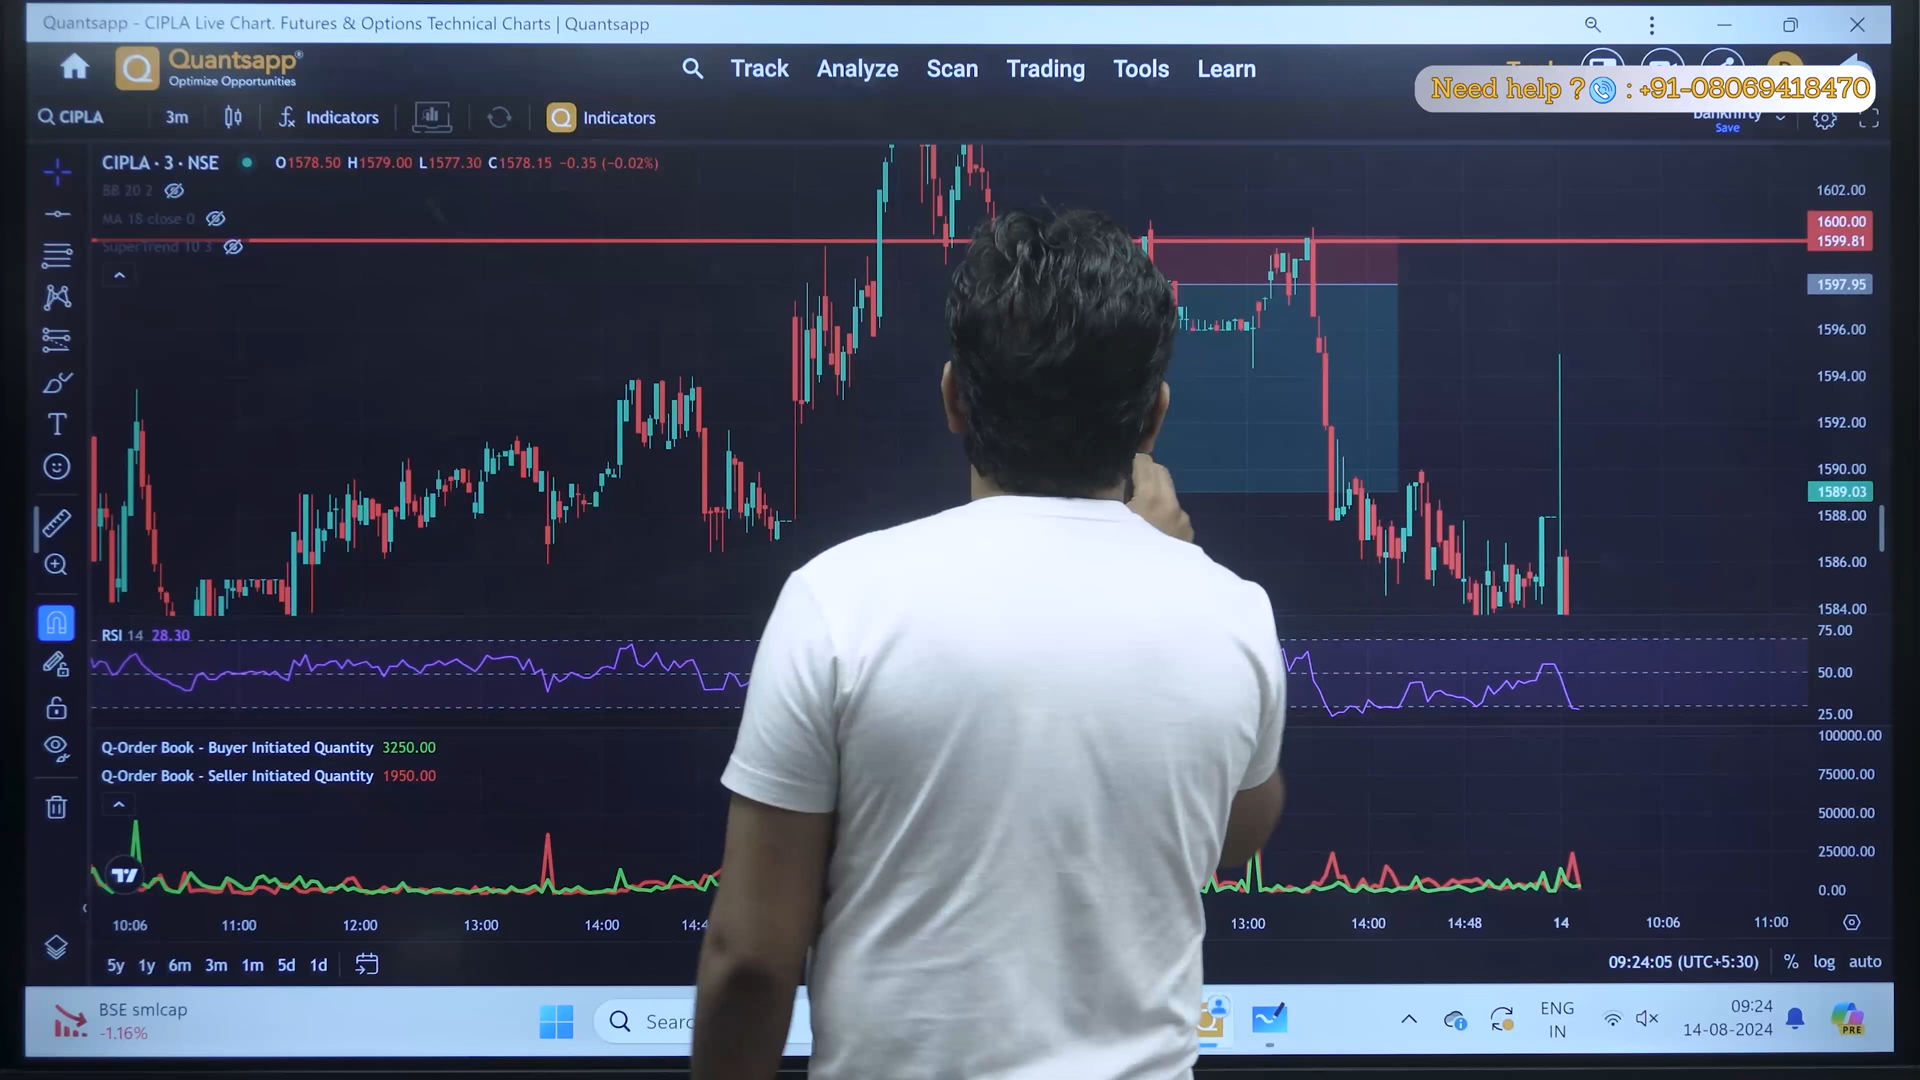 Quantsapp - CIPLA Live Chart. Futures & Options Technical Charts | Quantsapp
Quantsapp®
Optimize Opportunities
Track Analyze Scan Trading Tools Learn
Need help ? : +91-08069418470
CIPLA 3m Indicators Indicators
Save
CIPLA · 3 · NSE O1578.50 H1579.00 L1577.30 C1578.15 −0.35 (−0.02%)
BB 20 2
MA 18 close 0
SuperTrend 10 3
1602.00
1600.00
1599.81
1597.95
1596.00
1594.00
1592.00
1590.00
1589.03
1588.00
1586.00
1584.00
RSI 14 28.30
75.00
50.00
25.00
Q-Order Book - Buyer Initiated Quantity 3250.00
Q-Order Book - Seller Initiated Quantity 1950.00
100000.00
75000.00
50000.00
25000.00
0.00
10:06 11:00 12:00 13:00 14:00 14:4 13:00 14:00 14:48 14 10:06 11:00
5y 1y 6m 3m 1m 5d 1d 09:24:05 (UTC+5:30) % log auto
BSE smlcap
-1.16%
Searc
ENG
IN
09:24
14-08-2024
PRE